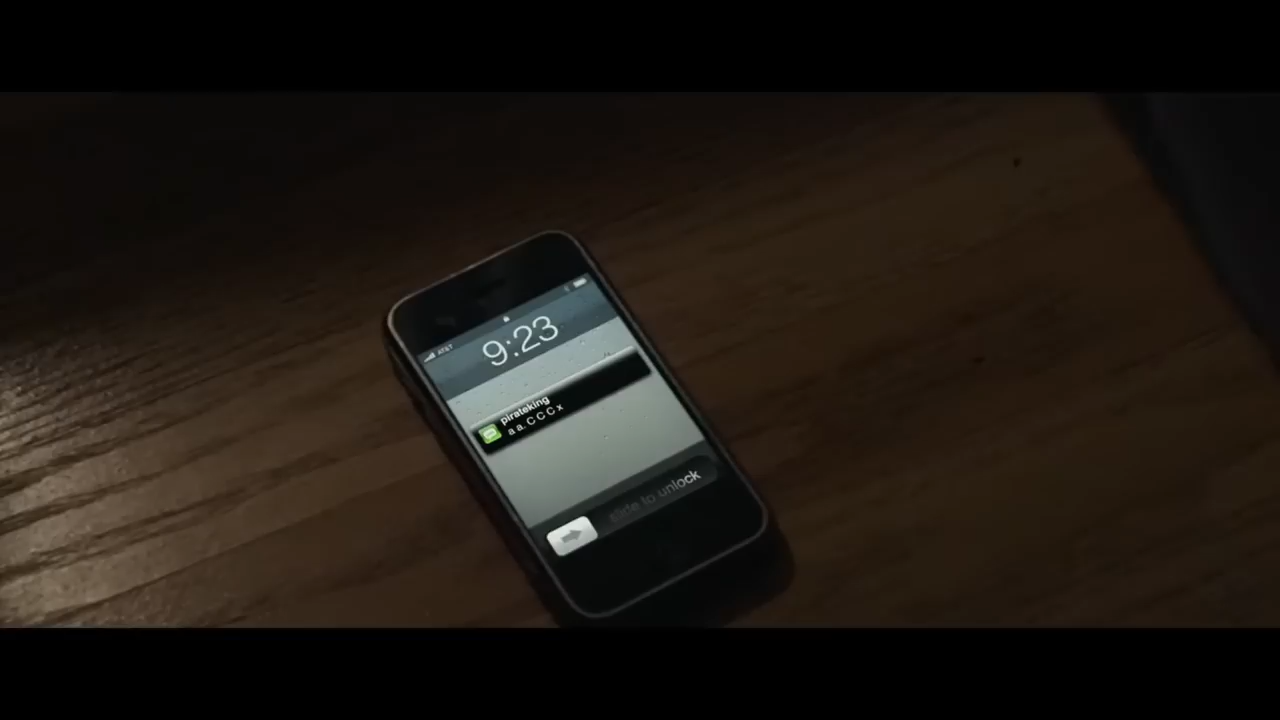 AT&T
9:23
pirateking
a a. C C C x
slide to unlock